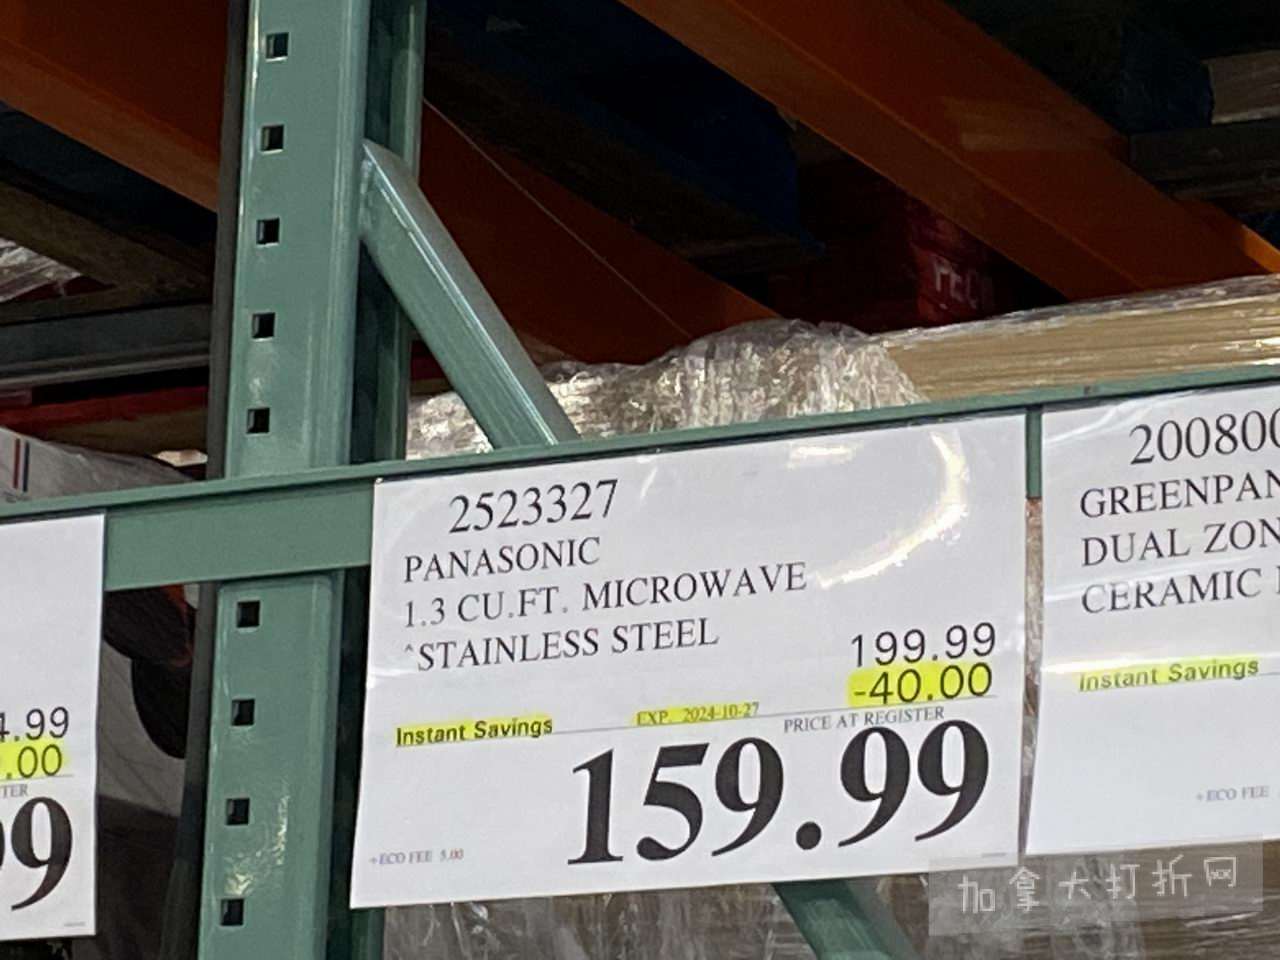 2523327
PANASONIC
1.3 CU.FT. MICROWAVE
^STAINLESS STEEL
199.99
-40.00
Instant Savings
EXP. 2024-10-27
PRICE AT REGISTER
159.99
+ECO FEE 5.00
200800
GREENPAN
DUAL ZON
CERAMIC
Instant Savings
+ECO FEE
.99
.00
TER
99
加拿大打折网